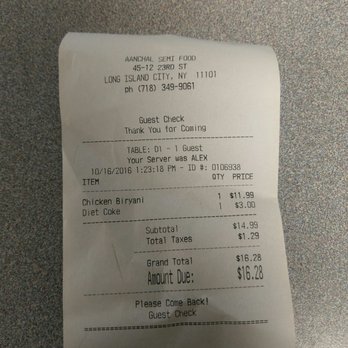 AANCHAL SEMI FOOD
45-12 23RD ST
LONG ISLAND CITY, NY 11101
ph (718) 349-9061
Guest Check
Thank You for Coming
TABLE: D1 - 1 Guest
Your Server was ALEX
10/16/2016 1:23:18 PM - ID #: 0106938
ITEM QTY PRICE
Chicken Biryani 1 $11.99
Diet Coke 1 $3.00
Subtotal $14.99
Total Taxes $1.29
Grand Total $16.28
Amount Due: $16.28
Please Come Back!
Guest Check